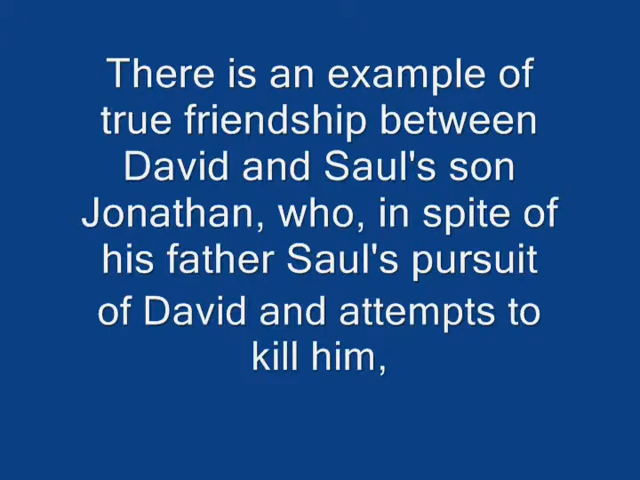 There is an example of
true friendship between
David and Saul's son
Jonathan, who, in spite of
his father Saul's pursuit
of David and attempts to
kill him,